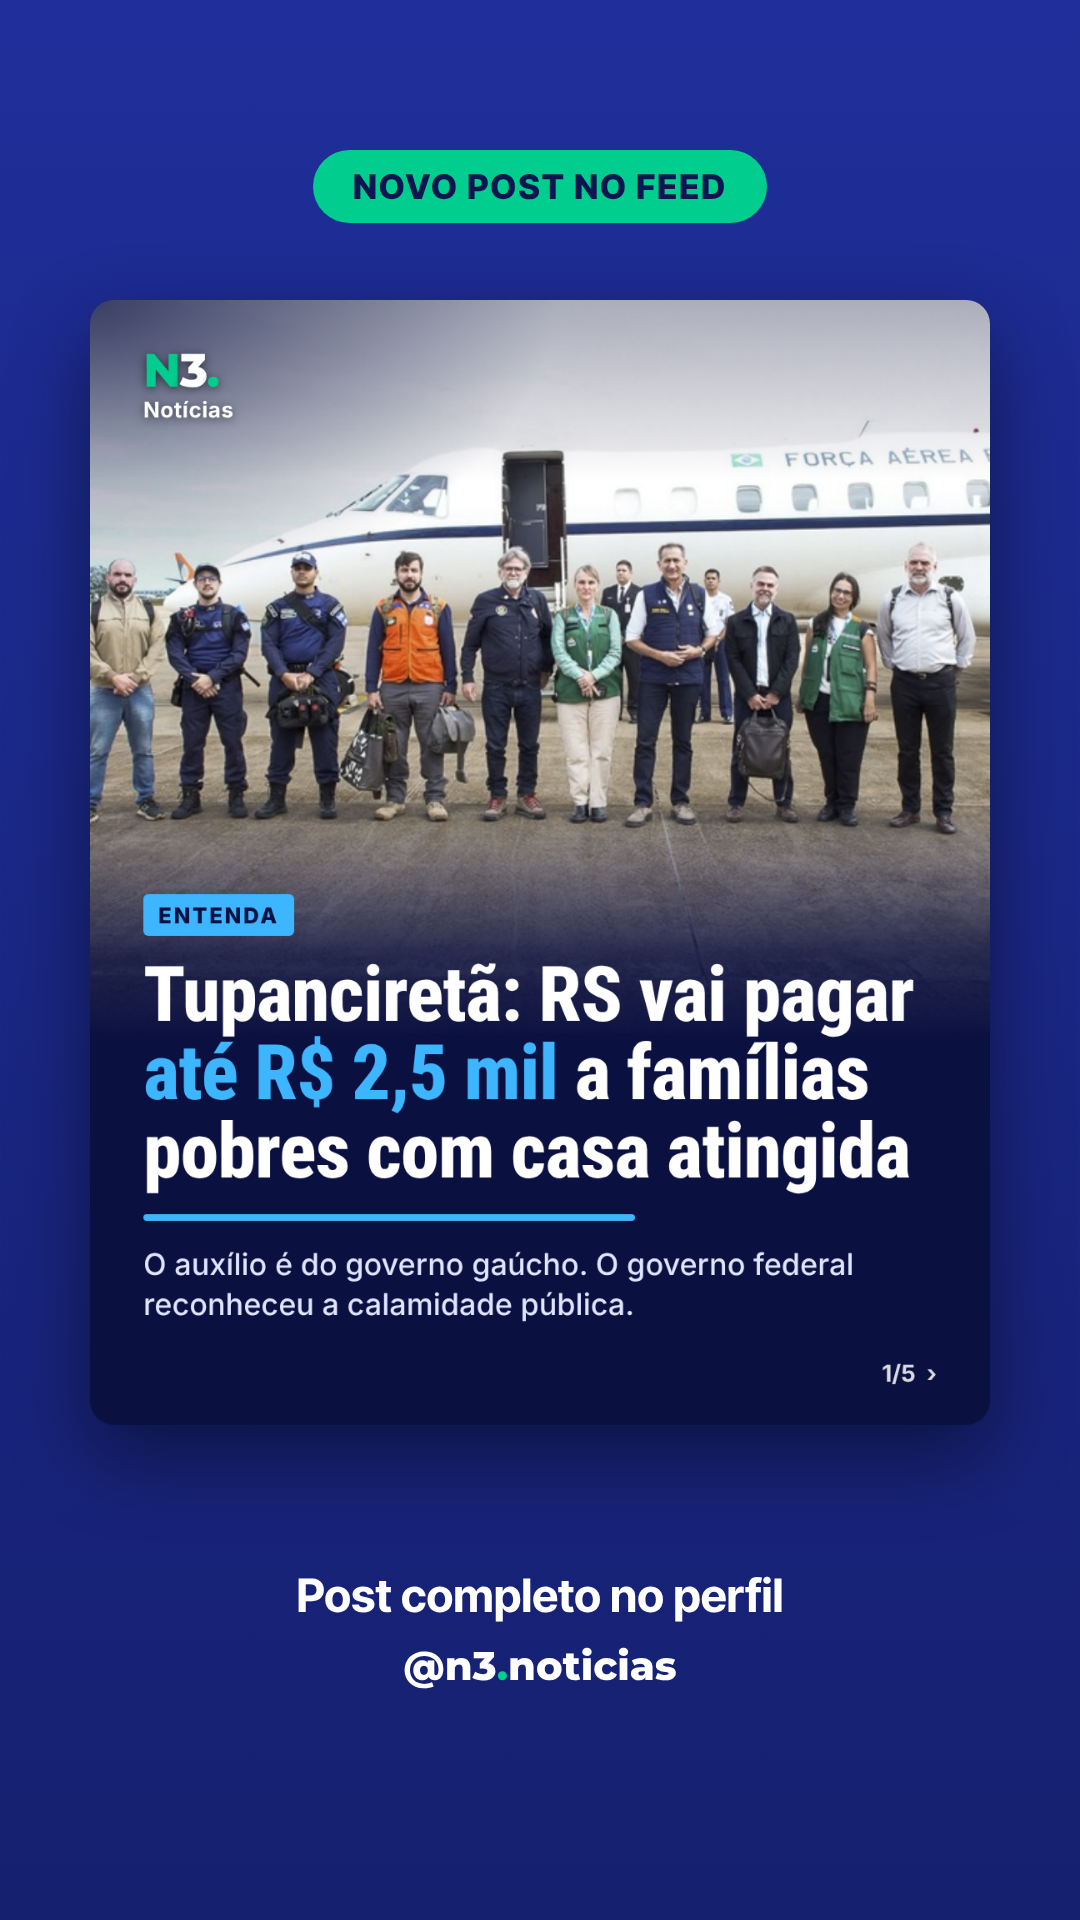 NOVO POST NO FEED
N3.
Notícias
FORÇA AÉREA
ENTENDA
Tupanciretã: RS vai pagar
até R$ 2,5 mil a famílias
pobres com casa atingida
O auxílio é do governo gaúcho. O governo federal
reconheceu a calamidade pública.
1/5 ›
Post completo no perfil
@n3.noticias